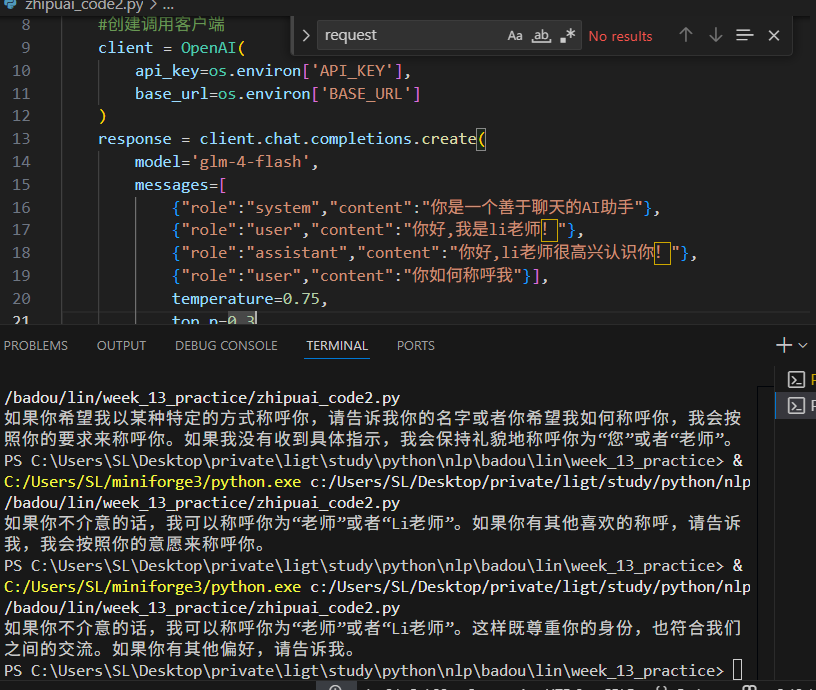 zhipuai_code2.py > ...
8 #创建调用客户端
request Aa ab No results
9 client = OpenAI(
10 api_key=os.environ['API_KEY'],
11 base_url=os.environ['BASE_URL']
12 )
13 response = client.chat.completions.create(
14 model='glm-4-flash',
15 messages=[
16 {"role":"system","content":"你是一个善于聊天的AI助手"},
17 {"role":"user","content":"你好,我是li老师！"},
18 {"role":"assistant","content":"你好,li老师很高兴认识你！"},
19 {"role":"user","content":"你如何称呼我"}],
20 temperature=0.75,
21 top_p=0.3
PROBLEMS OUTPUT DEBUG CONSOLE TERMINAL PORTS
/badou/lin/week_13_practice/zhipuai_code2.py
如果你希望我以某种特定的方式称呼你，请告诉我你的名字或者你希望我如何称呼你，我会按
照你的要求来称呼你。如果我没有收到具体指示，我会保持礼貌地称呼你为“您”或者“老师”。
PS C:\Users\SL\Desktop\private\ligt\study\python\nlp\badou\lin\week_13_practice> &
C:/Users/SL/miniforge3/python.exe c:/Users/SL/Desktop/private/ligt/study/python/nlp
/badou/lin/week_13_practice/zhipuai_code2.py
如果你不介意的话，我可以称呼你为“老师”或者“Li老师”。如果你有其他喜欢的称呼，请告诉
我，我会按照你的意愿来称呼你。
PS C:\Users\SL\Desktop\private\ligt\study\python\nlp\badou\lin\week_13_practice> &
C:/Users/SL/miniforge3/python.exe c:/Users/SL/Desktop/private/ligt/study/python/nlp
/badou/lin/week_13_practice/zhipuai_code2.py
如果你不介意的话，我可以称呼你为“老师”或者“Li老师”。这样既尊重你的身份，也符合我们
之间的交流。如果你有其他偏好，请告诉我。
PS C:\Users\SL\Desktop\private\ligt\study\python\nlp\badou\lin\week_13_practice>